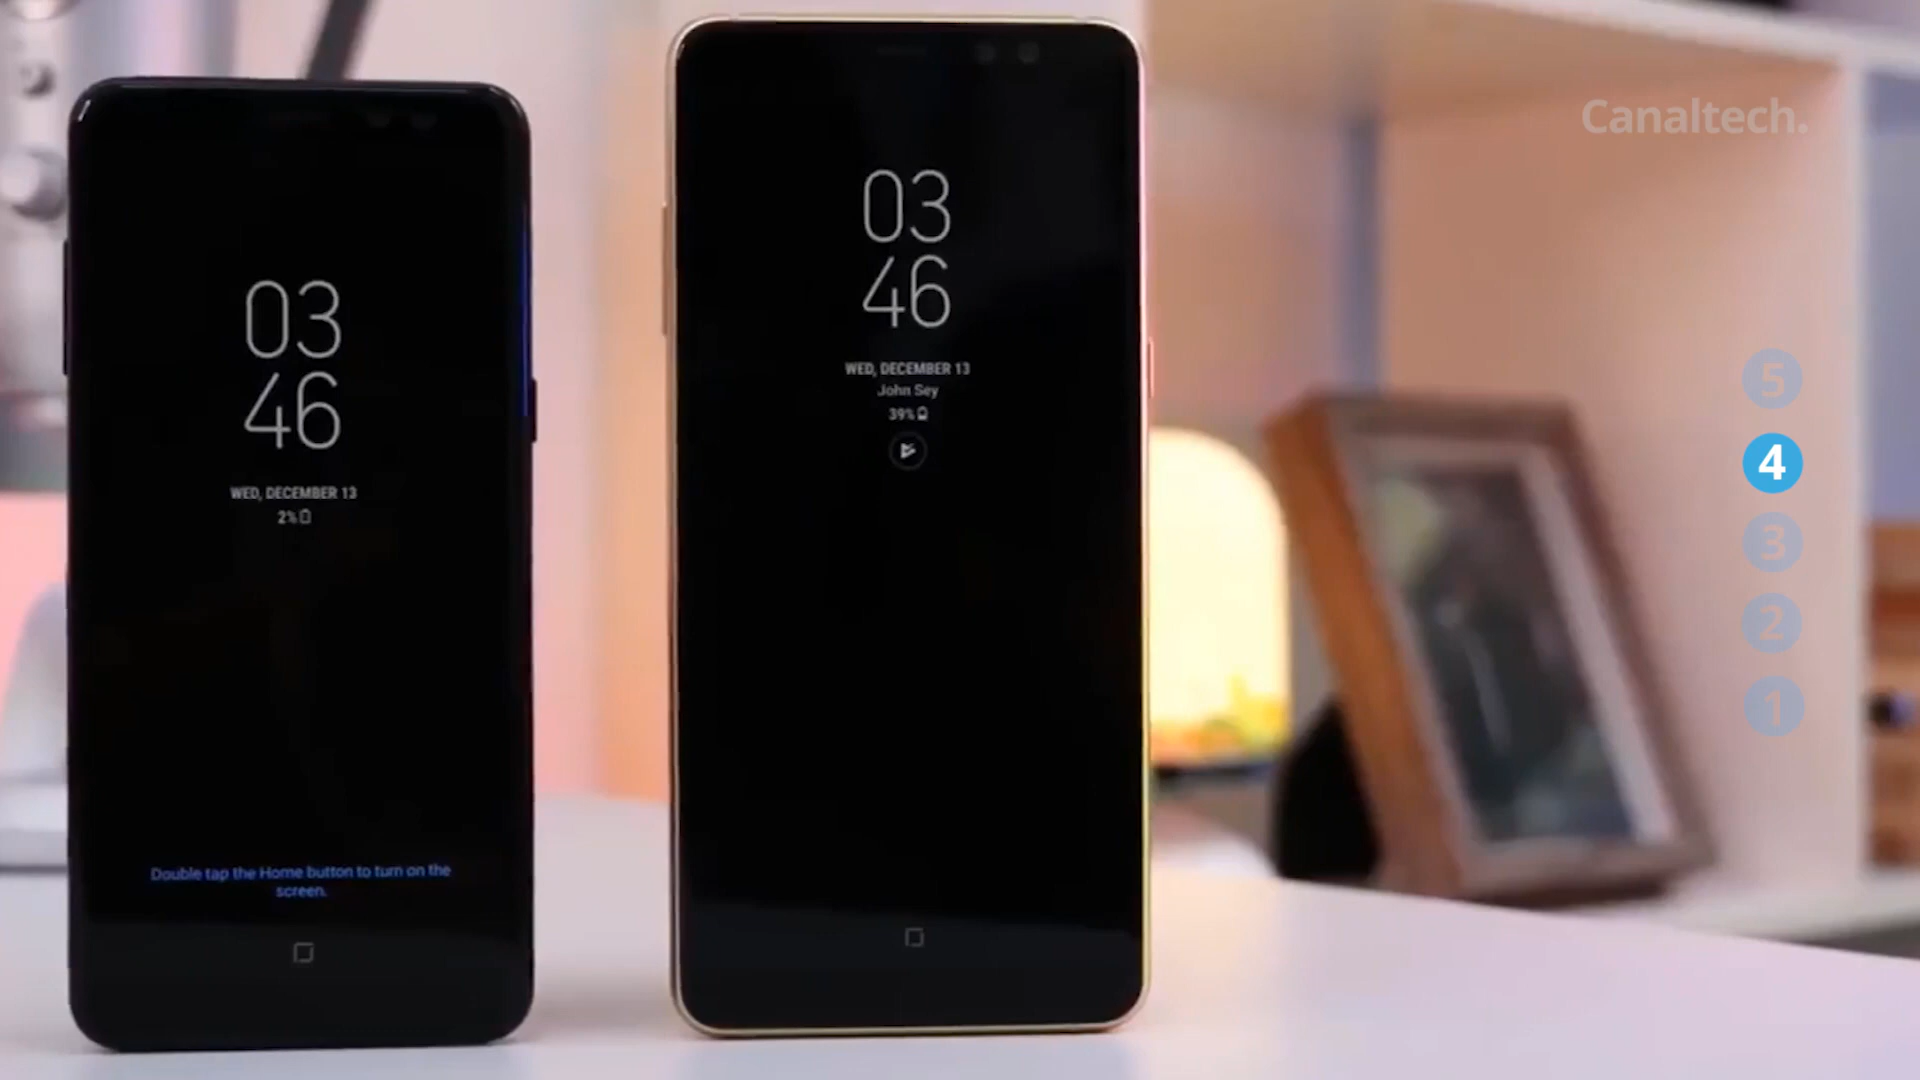 Canaltech.
03
46
WED, DECEMBER 13
2%
Double tap the Home button to turn on the
screen.
03
46
WED, DECEMBER 13
John Sey
39%
5
4
3
2
1